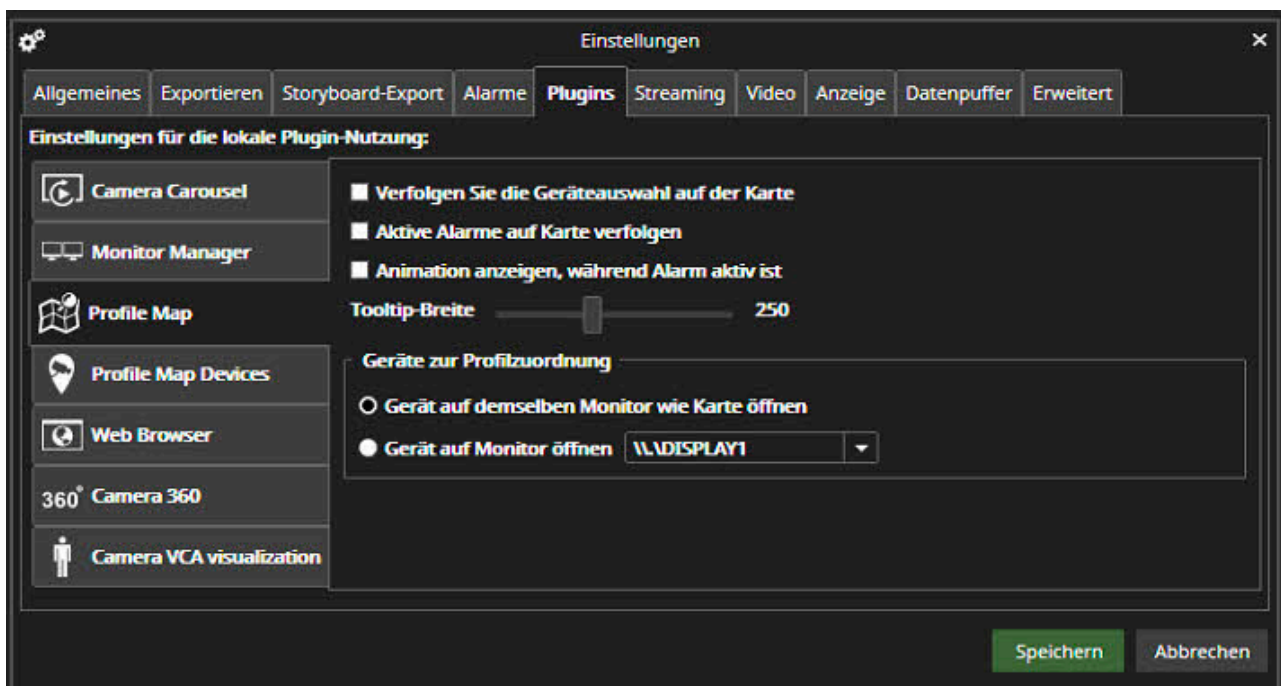 Einstellungen
Allgemeines Exportieren Storyboard-Export Alarme Plugins Streaming Video Anzeige Datenpuffer Erweitert
Einstellungen für die lokale Plugin-Nutzung:
Camera Carousel
Monitor Manager
Profile Map
Profile Map Devices
Web Browser
360° Camera 360
Camera VCA visualization
Verfolgen Sie die Geräteauswahl auf der Karte
Aktive Alarme auf Karte verfolgen
Animation anzeigen, während Alarm aktiv ist
Tooltip-Breite 250
Geräte zur Profilzuordnung
Gerät auf demselben Monitor wie Karte öffnen
Gerät auf Monitor öffnen \\.\DISPLAY1
Speichern Abbrechen